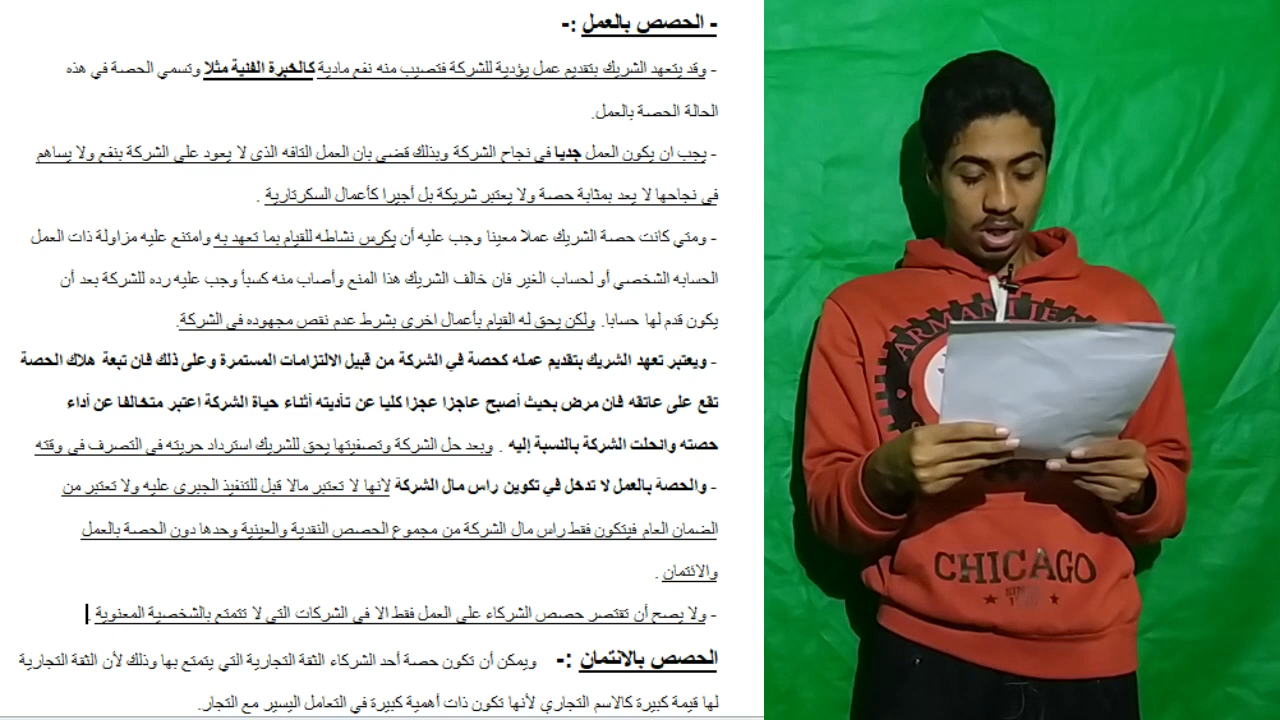 - الحصص بالعمل :-
- وقد يتعهد الشريك بتقديم عمل يؤدية للشركة فتصيب منه نفع مادية كالخبرة الفنية مثلا وتسمي الحصة في هذه
الحالة الحصة بالعمل.
- يجب ان يكون العمل جديا في نجاح الشركة وبذلك قضي بان العمل التافه الذي لا يعود علي الشركة بنفع ولا يساهم
في نجاحها لا يعد بمثابة حصة ولا يعتبر شريكة بل أجيرا كأعمال السكرتارية .
- ومتي كانت حصة الشريك عملا معينا وجب عليه أن يكرس نشاطه للقيام بما تعهد به وامتنع عليه مزاولة ذات العمل
الحسابه الشخصي أو لحساب الغير فان خالف الشريك هذا المنع وأصاب منه كسبأ وجب عليه رده للشركة بعد أن
يكون قدم لها حسابا. ولكن يحق له القيام بأعمال اخرى بشرط عدم نقص مجهوده في الشركة.
- ويعتبر تعهد الشريك بتقديم عمله كحصة في الشركة من قبيل الالتزامات المستمرة وعلى ذلك فان تبعة هلاك الحصة
تقع على عاتقه فان مرض بحيث أصبح عاجزا عجزا كليا عن تأديته أثناء حياة الشركة اعتبر متخالفا عن أداء
حصته وانحلت الشركة بالنسبة إليه . وبعد حل الشركة وتصفيتها يحق للشريك استرداد حريته في التصرف في وقته
- والحصة بالعمل لا تدخل في تكوين راس مال الشركة لأنها لا تعتبر مالا قبل للتنفيذ الجبري عليه ولا تعتبر من
الضمان العام فيتكون فقط راس مال الشركة من مجموع الحصص النقدية والعينية وحدها دون الحصة بالعمل
والائتمان .
- ولا يصح أن تقتصر حصص الشركاء علي العمل فقط الا في الشركات التي لا تتمتع بالشخصية المعنوية .
الحصص بالائتمان :- ويمكن أن تكون حصة أحد الشركاء الثقة التجارية التي يتمتع بها وذلك لأن الثقة التجارية
لها قيمة كبيرة كالاسم التجاري لأنها تكون ذات أهمية كبيرة في التعامل اليسير مع التجار.
ARMANI JEA
CHICAGO